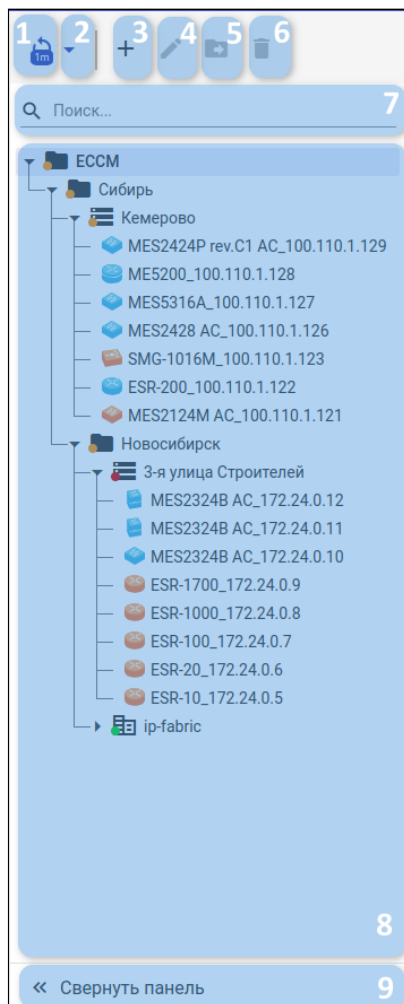 1 2 3 4 5 6
1m
Поиск... 7
ЕССМ
Сибирь
Кемерово
MES2424P rev.C1 AC_100.110.1.129
ME5200_100.110.1.128
MES5316A_100.110.1.127
MES2428 AC_100.110.1.126
SMG-1016M_100.110.1.123
ESR-200_100.110.1.122
MES2124M AC_100.110.1.121
Новосибирск
3-я улица Строителей
MES2324B AC_172.24.0.12
MES2324B AC_172.24.0.11
MES2324B AC_172.24.0.10
ESR-1700_172.24.0.9
ESR-1000_172.24.0.8
ESR-100_172.24.0.7
ESR-20_172.24.0.6
ESR-10_172.24.0.5
ip-fabric
8
Свернуть панель 9